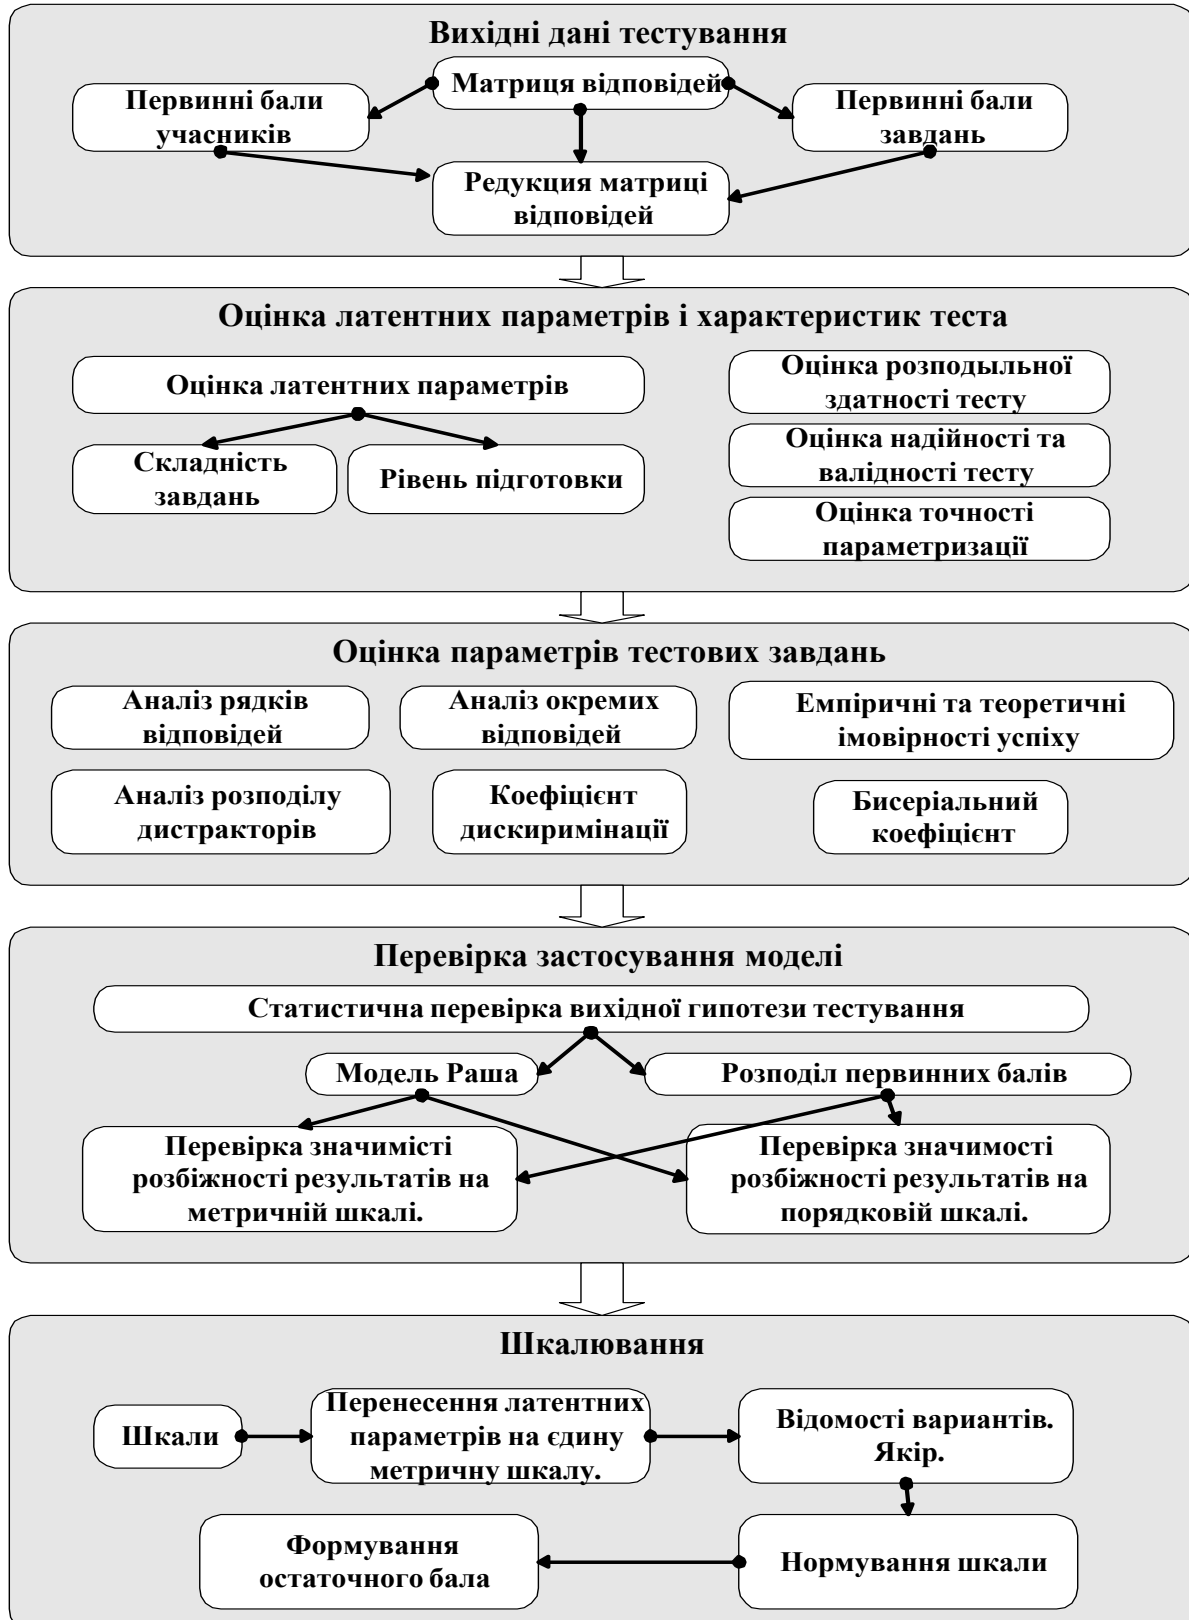 Вихідні дані тестування
Матриця відповідей
Первинні бали
учасників
Первинні бали
завдань
Редукция матриці
відповідей
Оцінка латентних параметрів і характеристик теста
Оцінка латентних параметрів
Складність
завдань
Рівень підготовки
Оцінка розподыльної
здатності тесту
Оцінка надійності та
валідності тесту
Оцінка точності
параметризації
Оцінка параметрів тестових завдань
Аналіз рядків
відповідей
Аналіз окремих
відповідей
Емпіричні та теоретичні
імовірності успіху
Аналіз розподілу
дистракторів
Коефіцієнт
дискиримінації
Бисеріальний
коефіцієнт
Перевірка застосування моделі
Статистична перевірка вихідної гипотези тестування
Модель Раша
Розподіл первинних балів
Перевірка значимісті
розбіжності результатів на
метричній шкалі.
Перевірка значимості
розбіжності результатів на
порядковій шкалі.
Шкалювання
Шкали
Перенесення латентних
параметрів на єдину
метричну шкалу.
Відомості вариантів.
Якір.
Формування
остаточного бала
Нормування шкали